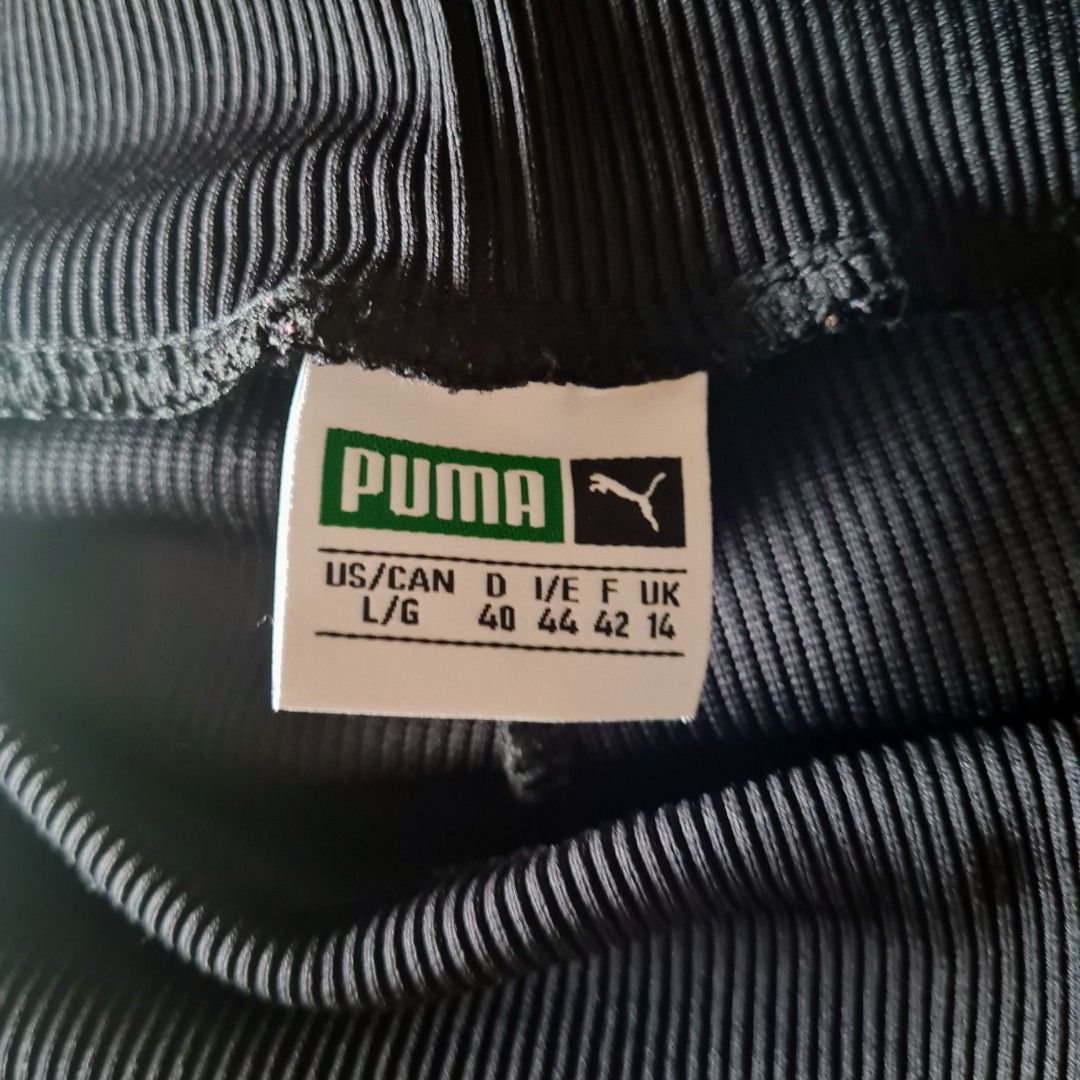 PUMA
US/CAN D I/E F UK
L/G 40 44 42 14